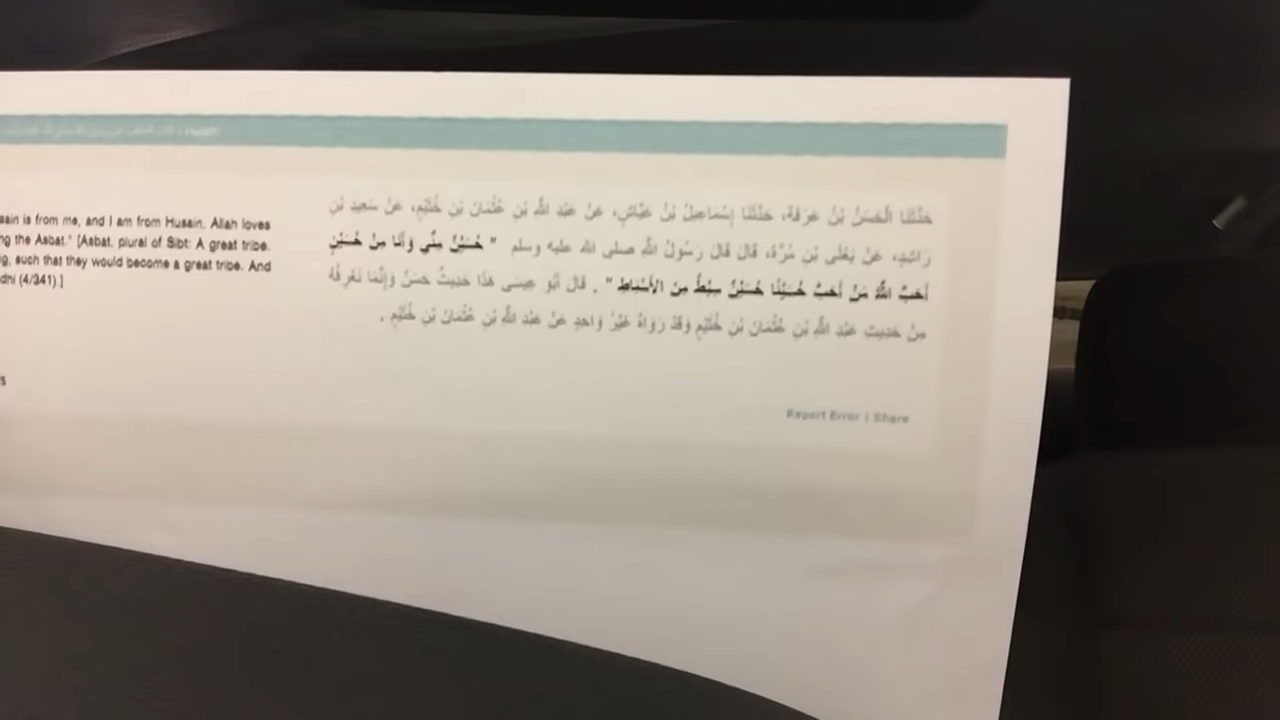 sain is from me, and I am from Husain. Allah loves
ng the Asbat.' [Asbat, plural of Sibt: A great tribe.
g, such that they would become a great tribe. And
dhi (4/341).]
s
حَدَّثَنَا الْحَسَنُ بْنُ عَرَفَةَ، حَدَّثَنَا إِسْمَاعِيلُ بْنُ عَيَّاشٍ، عَنْ عَبْدِ اللَّهِ بْنِ عُثْمَانَ بْنِ خُثَيْمٍ، عَنْ سَعِيدِ بْنِ
رَاشِدٍ، عَنْ يَعْلَى بْنِ مُرَّةَ، قَالَ قَالَ رَسُولُ اللَّهِ صلى الله عليه وسلم " حُسَيْنٌ مِنِّي وَأَنَا مِنْ حُسَيْنٍ
أَحَبَّ اللَّهُ مَنْ أَحَبَّ حُسَيْنًا حُسَيْنٌ سِبْطٌ مِنَ الأَسْبَاطِ " . قَالَ أَبُو عِيسَى هَذَا حَدِيثٌ حَسَنٌ وَإِنَّمَا نَعْرِفُهُ
مِنْ حَدِيثِ عَبْدِ اللَّهِ بْنِ عُثْمَانَ بْنِ خُثَيْمٍ وَقَدْ رَوَاهُ غَيْرُ وَاحِدٍ عَنْ عَبْدِ اللَّهِ بْنِ عُثْمَانَ بْنِ خُثَيْمٍ .
Report Error | Share